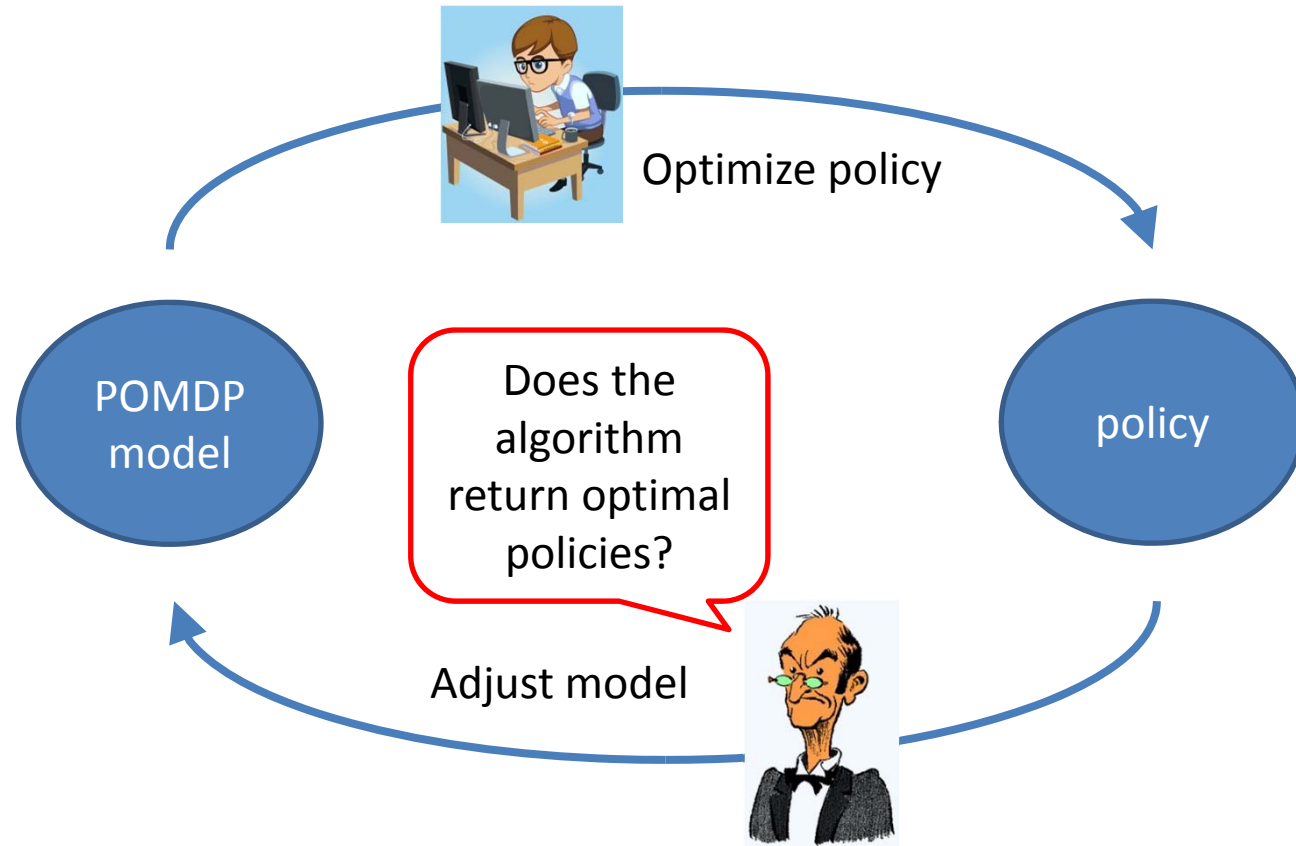 Optimize policy
POMDP
model
Does the
algorithm
return optimal
policies?
policy
Adjust model